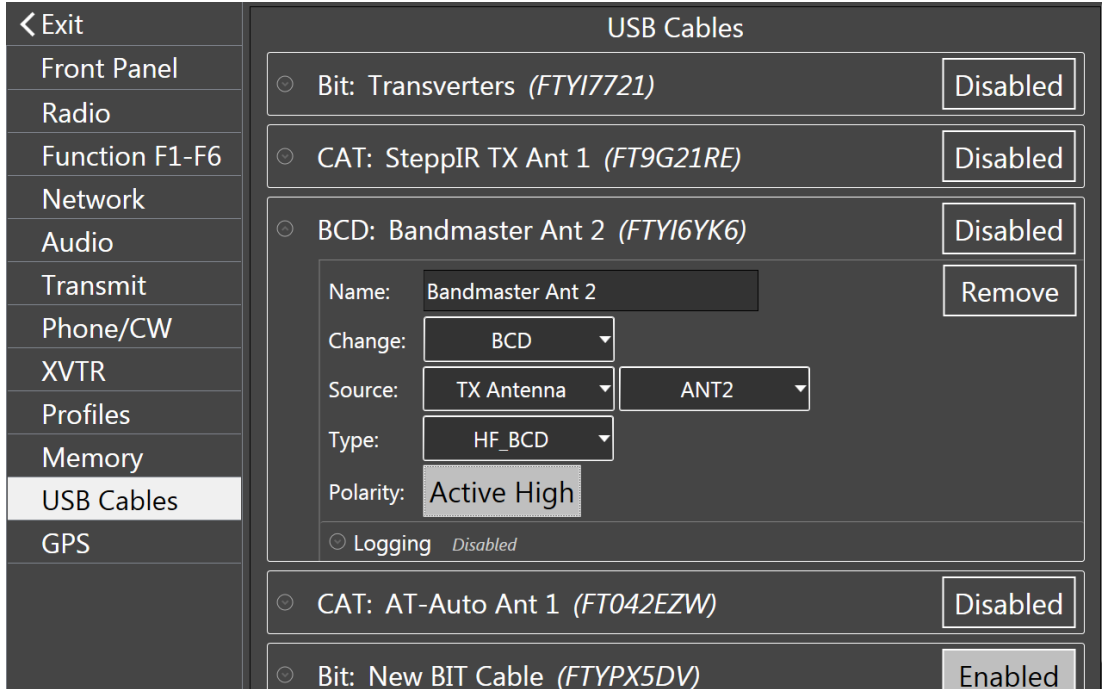 Exit
Front Panel
Radio
Function F1-F6
Network
Audio
Transmit
Phone/CW
XVTR
Profiles
Memory
USB Cables
GPS
USB Cables
Bit: Transverters (FTYI7721) Disabled
CAT: SteppIR TX Ant 1 (FT9G21RE) Disabled
BCD: Bandmaster Ant 2 (FTYI6YK6) Disabled
Name: Bandmaster Ant 2 Remove
Change: BCD
Source: TX Antenna ANT2
Type: HF_BCD
Polarity: Active High
Logging Disabled
CAT: AT-Auto Ant 1 (FT042EZW) Disabled
Bit: New BIT Cable (FTYPX5DV) Enabled